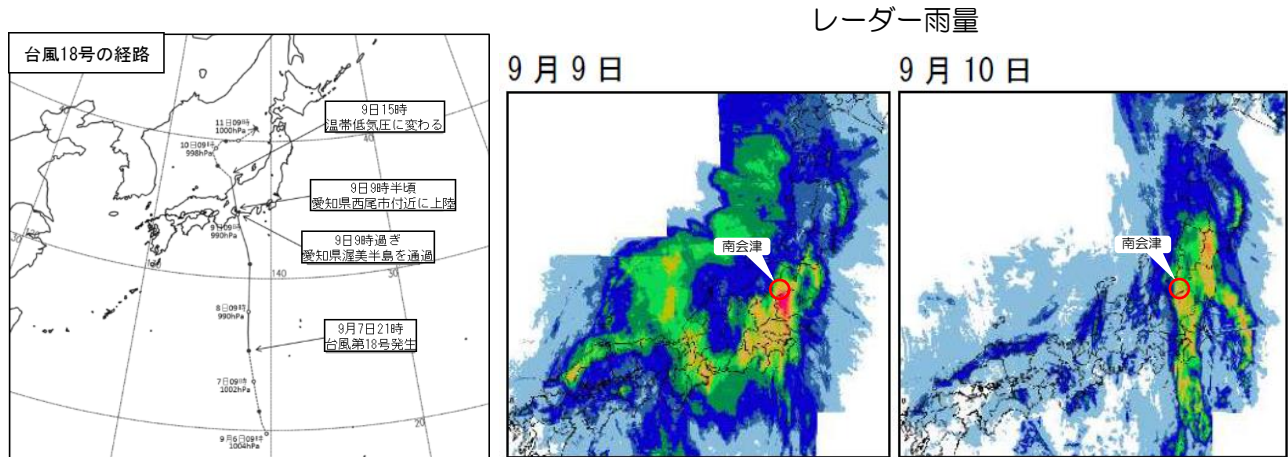 レーダー雨量
台風18号の経路
9日15時
温帯低気圧に変わる
11日09時
1000hPa
10日09時
998hPa
40
9日9時半頃
愛知県西尾市付近に上陸
9日09時
990hPa
9日9時過ぎ
愛知県渥美半島を通過
30
130
140
30
8日09時
990hPa
9月7日21時
台風第18号発生
7日09時
1002hPa
20
9月6日09時
1004hPa
9月9日
南会津
9月10日
南会津